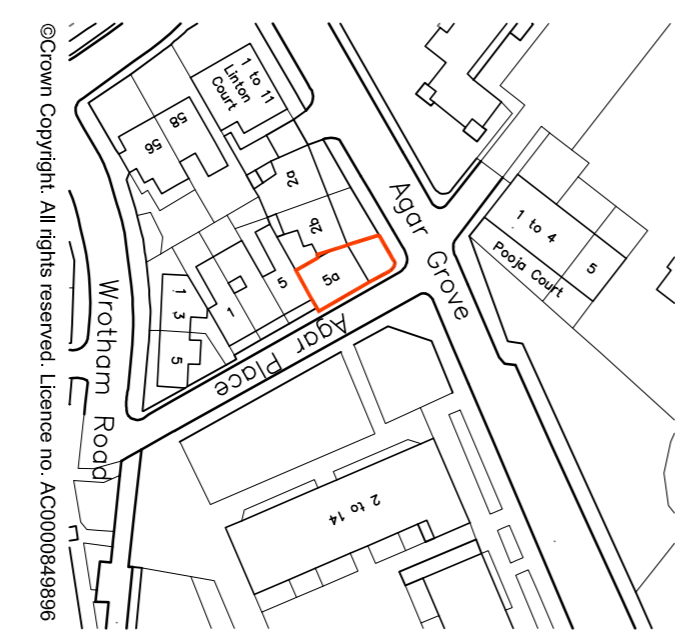 ©Crown Copyright. All rights reserved. Licence no. AC0000849896
1 to 11
Linton
Court
58
56
2a
2b
5a
5
1
1
3
5
Agar Grove
Agar Place
Wrotham Road
1 to 4
5
Pooja Court
2 to 14